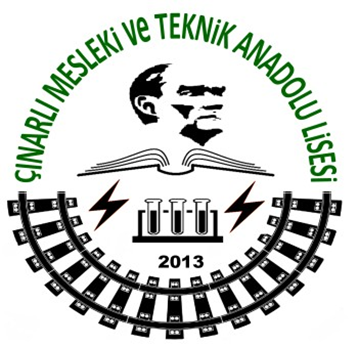 ÇINARLI MESLEKİ ve TEKNİK ANADOLU LİSESİ
2013